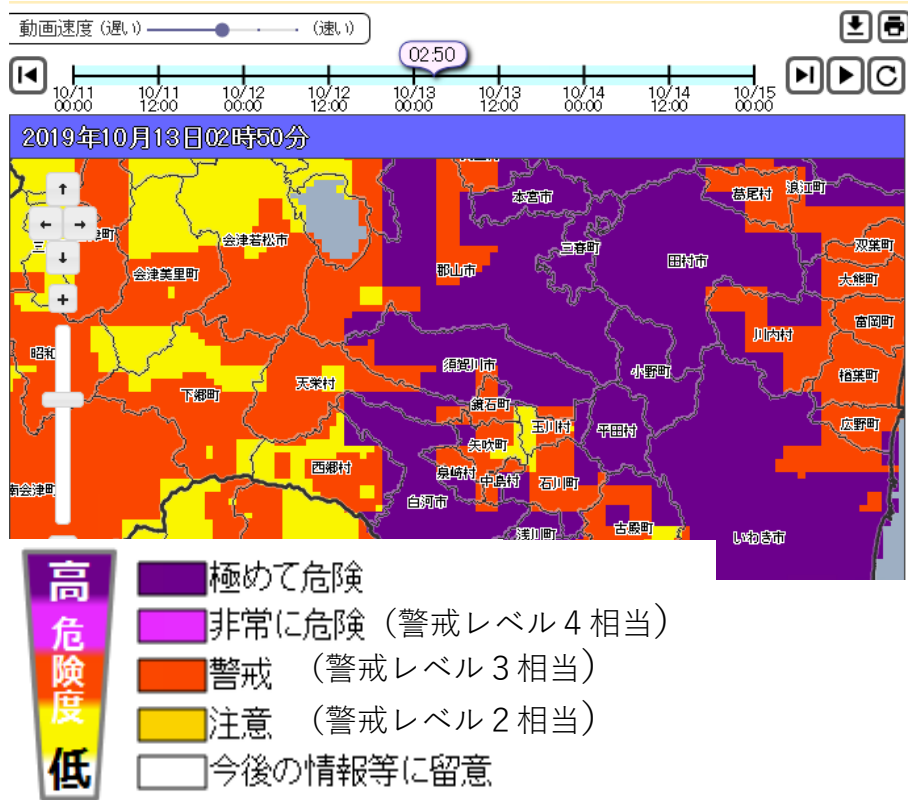 動画速度 (遅い) (速い)
02:50
10/11 00:00
10/11 12:00
10/12 00:00
10/12 12:00
10/13 00:00
10/13 12:00
10/14 00:00
10/14 12:00
10/15 00:00
2019年10月13日02時50分
本宮市
葛尾村
浪江町
会津若松市
三春町
田村市
双葉町
会津美里町
郡山市
大熊町
富岡町
川内村
昭和
下郷町
天栄村
須賀川市
小野町
楢葉町
鏡石町
玉川村
平田村
広野町
矢吹町
西郷村
泉崎村
中島村
石川町
南会津町
白河市
浅川町
古殿町
いわき市
高
危
険
度
低
極めて危険
非常に危険（警戒レベル４相当）
警戒 （警戒レベル３相当）
注意 （警戒レベル２相当）
今後の情報等に留意